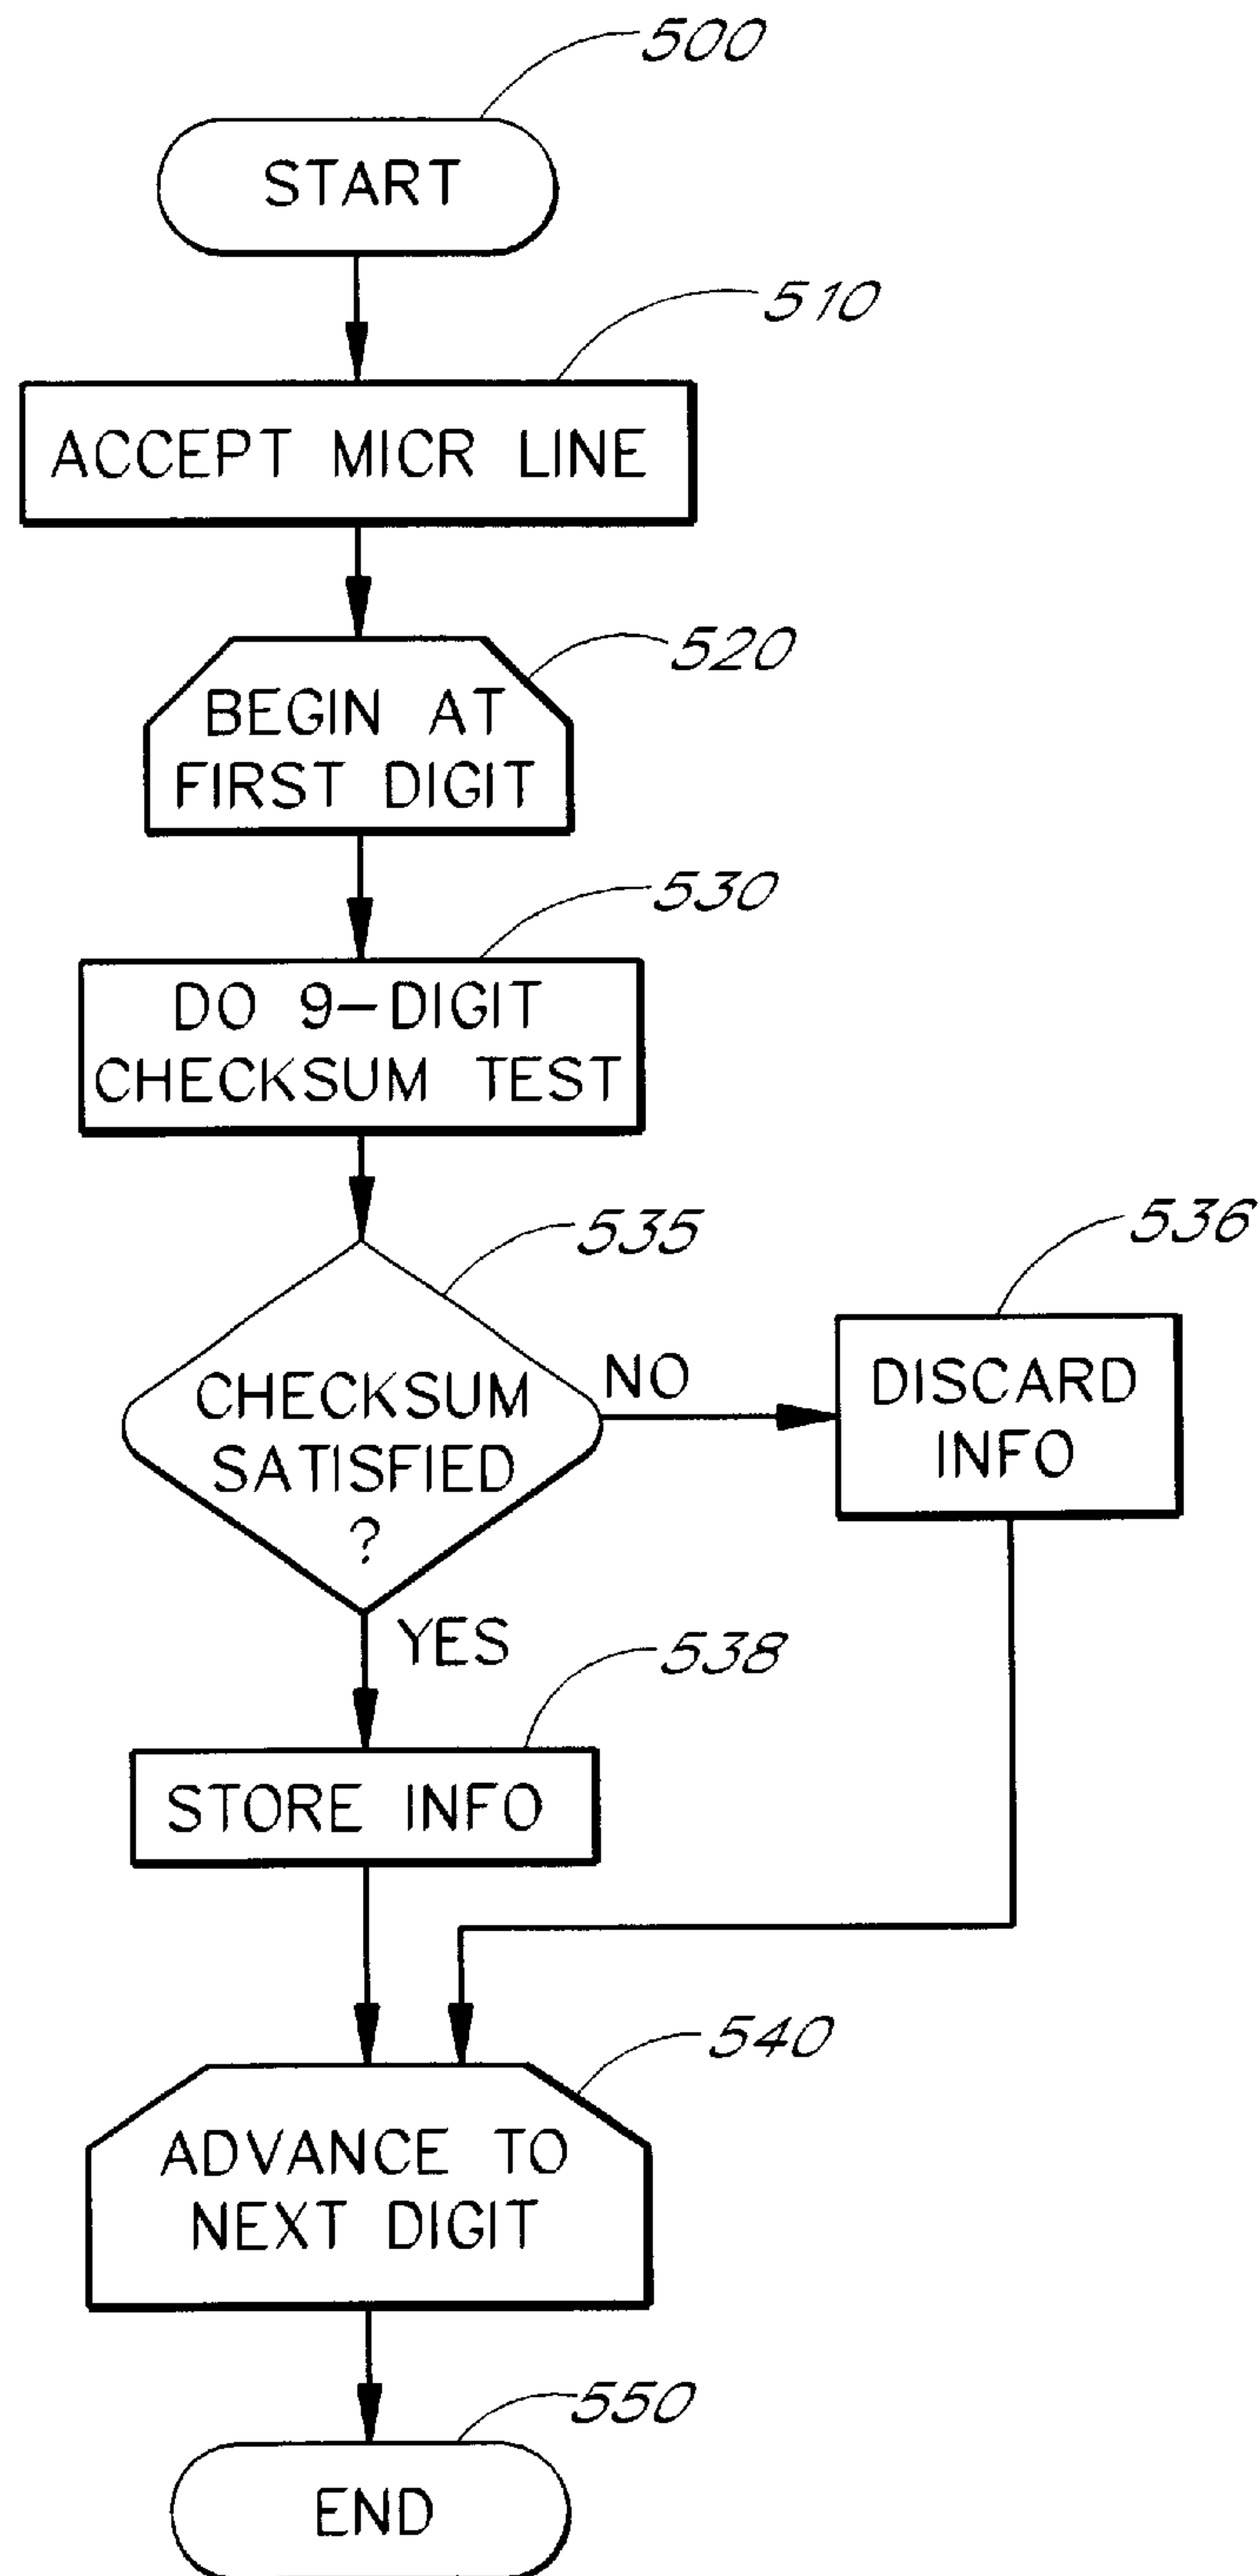 500
START
510
ACCEPT MICR LINE
520
BEGIN AT
FIRST DIGIT
530
DO 9-DIGIT
CHECKSUM TEST
535
536
CHECKSUM
SATISFIED
?
NO
DISCARD
INFO
YES
538
STORE INFO
540
ADVANCE TO
NEXT DIGIT
550
END